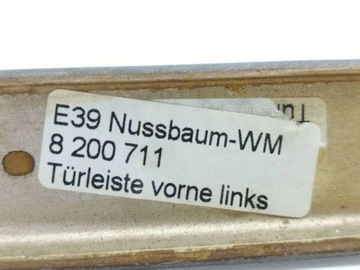 E39 Nussbaum-WM
8 200 711
Türleiste vorne links